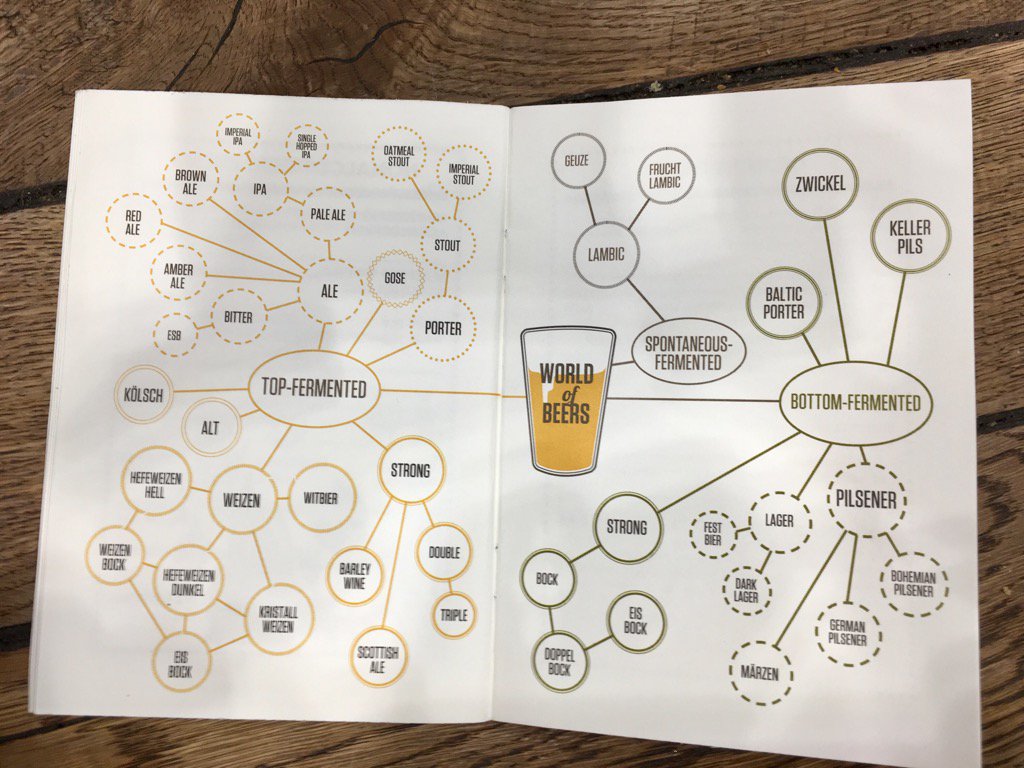 IMPERIAL
IPA
SINGLE
HOPPED
IPA
OATMEAL
STOUT
IMPERIAL
STOUT
BROWN
ALE
IPA
RED
ALE
PALE ALE
STOUT
AMBER
ALE
ALE
GOSE
BITTER
ESB
PORTER
TOP-FERMENTED
KÖLSCH
ALT
HEFEWEIZEN
HELL
WEIZEN
WITBIER
STRONG
WEIZEN
BOCK
HEFEWEIZEN
DUNKEL
KRISTALL
WEIZEN
EIS
BOCK
BARLEY
WINE
DOUBLE
TRIPLE
SCOTTISH
ALE
GEUZE
FRUCHT
LAMBIC
LAMBIC
SPONTANEOUS-
FERMENTED
WORLD
of
BEERS
ZWICKEL
KELLER
PILS
BALTIC
PORTER
BOTTOM-FERMENTED
STRONG
BOCK
EIS
BOCK
DOPPEL
BOCK
FEST
BIER
LAGER
DARK
LAGER
PILSENER
BOHEMIAN
PILSENER
GERMAN
PILSENER
MÄRZEN